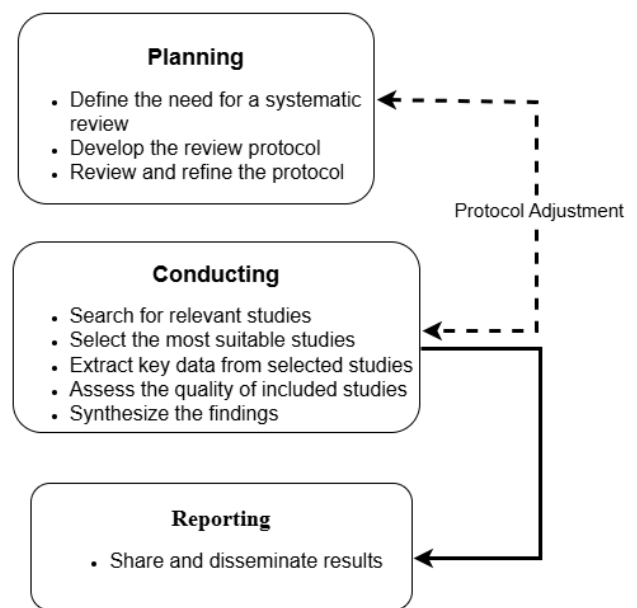 Planning
• Define the need for a systematic
review
• Develop the review protocol
• Review and refine the protocol
Protocol Adjustment
Conducting
• Search for relevant studies
• Select the most suitable studies
• Extract key data from selected studies
• Assess the quality of included studies
• Synthesize the findings
Reporting
• Share and disseminate results